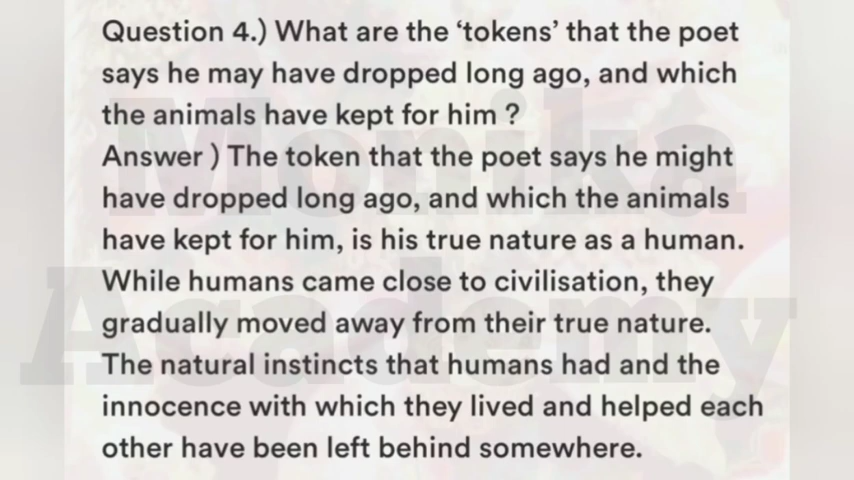 Question 4.) What are the ‘tokens’ that the poet
says he may have dropped long ago, and which
the animals have kept for him ?
Answer ) The token that the poet says he might
have dropped long ago, and which the animals
have kept for him, is his true nature as a human.
While humans came close to civilisation, they
gradually moved away from their true nature.
The natural instincts that humans had and the
innocence with which they lived and helped each
other have been left behind somewhere.
Monika
Academy